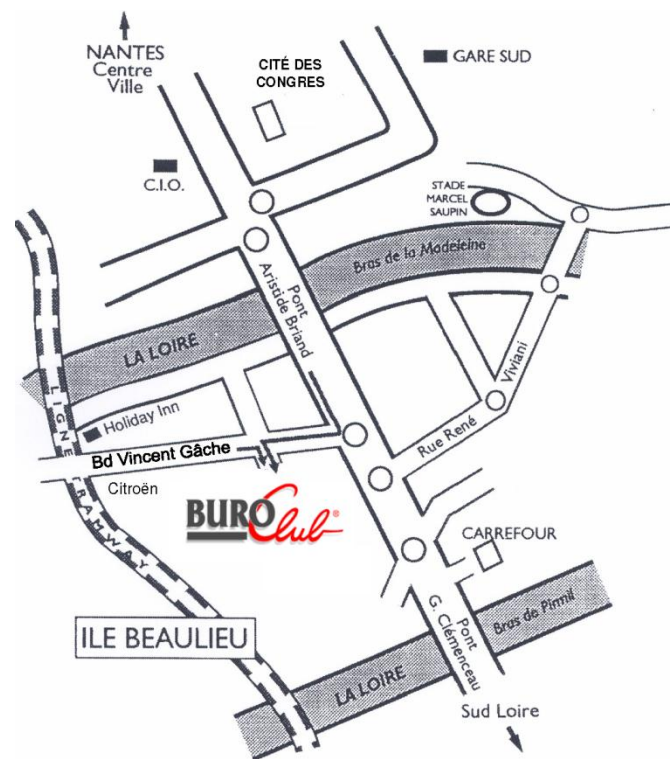 NANTES
Centre
Ville
CITÉ DES
CONGRES
GARE SUD
C.I.O.
STADE
MARCEL
SAUPIN
Bras de la Madeleine
Pont
Aristide Briand
LA LOIRE
Viviani
Rue René
Holiday Inn
Bd Vincent Gâche
Citroën
LIGNE TRAMWAY
BURO Club®
CARREFOUR
ILE BEAULIEU
Pont
G. Clémenceau
Bras de Pirmil
LA LOIRE
Sud Loire